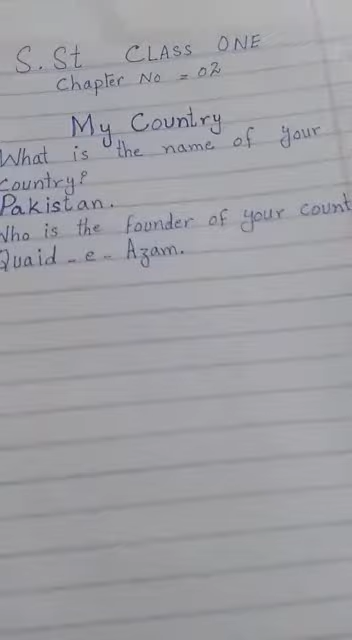 S. St CLASS ONE
Chapter No = 02
My Country
What is the name of your
country?
Pakistan.
Who is the founder of your count
Quaid - e - Azam.